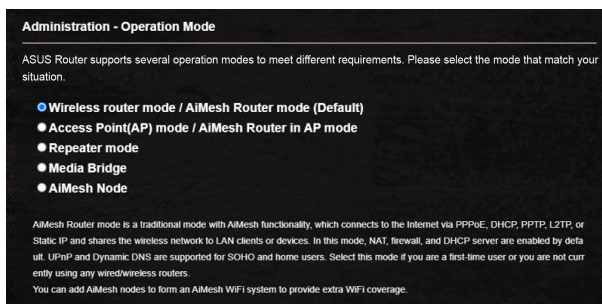 Administration - Operation Mode
ASUS Router supports several operation modes to meet different requirements. Please select the mode that match your
situation.
Wireless router mode / AiMesh Router mode (Default)
Access Point(AP) mode / AiMesh Router in AP mode
Repeater mode
Media Bridge
AiMesh Node
AiMesh Router mode is a traditional mode with AiMesh functionality, which connects to the Internet via PPPoE, DHCP, PPTP, L2TP, or
Static IP and shares the wireless network to LAN clients or devices. In this mode, NAT, firewall, and DHCP server are enabled by defa
ult. UPnP and Dynamic DNS are supported for SOHO and home users. Select this mode if you are a first-time user or you are not curr
ently using any wired/wireless routers.
You can add AiMesh nodes to form an AiMesh WiFi system to provide extra WiFi coverage.